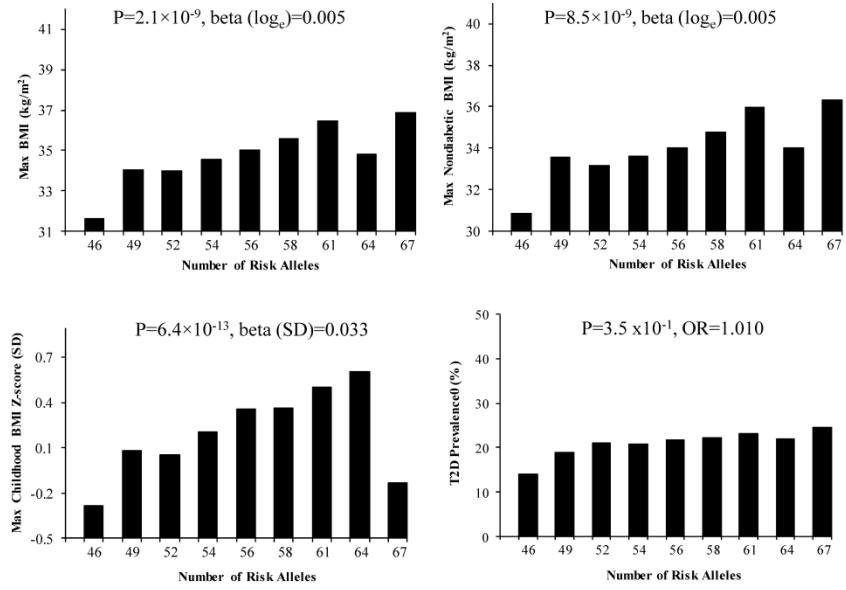 P=2.1×10⁻⁹, beta (logₑ)=0.005
Max BMI (kg/m²)
41
39
37
35
33
31
46 49 52 54 56 58 61 64 67
Number of Risk Alleles
P=8.5×10⁻⁹, beta (logₑ)=0.005
Max Nondiabetic BMI (kg/m²)
40
38
36
34
32
30
46 49 52 54 56 58 61 64 67
Number of Risk Alleles
P=6.4×10⁻¹³, beta (SD)=0.033
Max Childhood BMI Z-score (SD)
0.7
0.4
0.1
-0.2
-0.5
46 49 52 54 56 58 61 64 67
Number of Risk Alleles
P=3.5 x10⁻¹, OR=1.010
T2D Prevalence0 (%)
50
40
30
20
10
0
46 49 52 54 56 58 61 64 67
Number of Risk Alleles